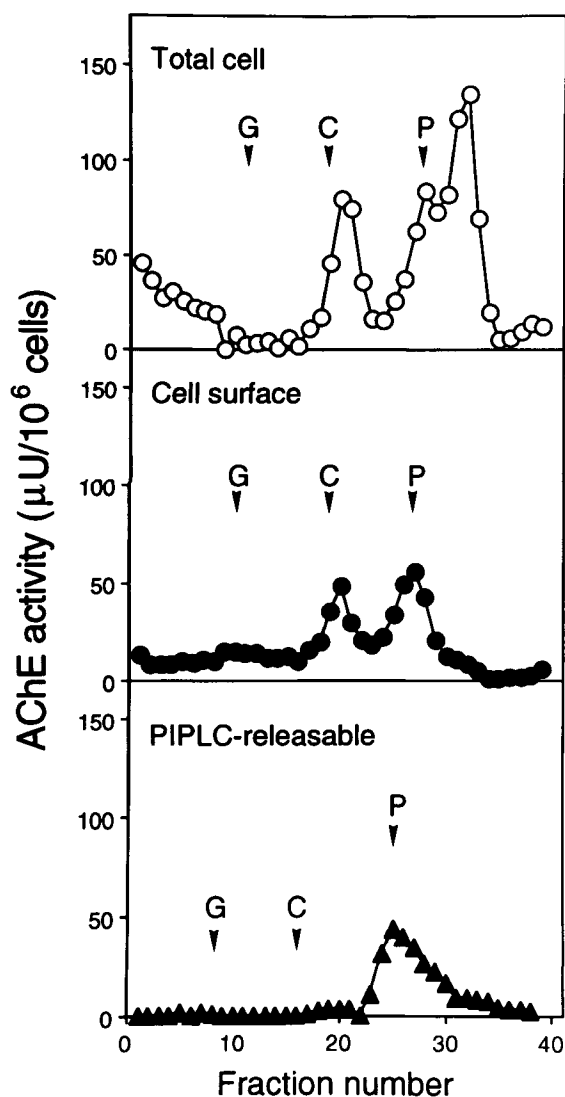 150
Total cell
G C P
100
50
0
150
Cell surface
G C P
100
50
0
150
PIPLC-releasable
P
100
G C
50
0
0 10 20 30 40
Fraction number
AChE activity (μU/10⁶ cells)